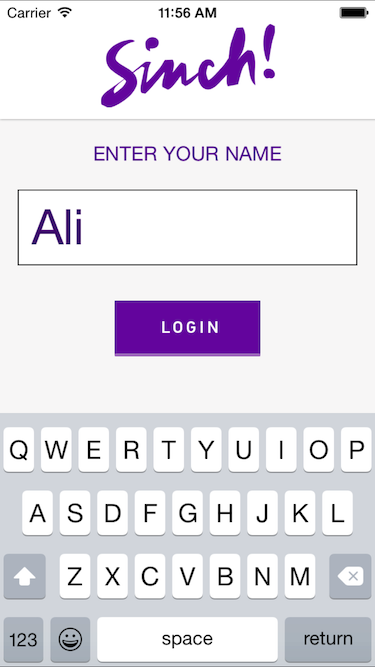 Carrier 11:56 AM
Sinch!
ENTER YOUR NAME
Ali
LOGIN
Q W E R T Y U I O P
A S D F G H J K L
Z X C V B N M
123 space return